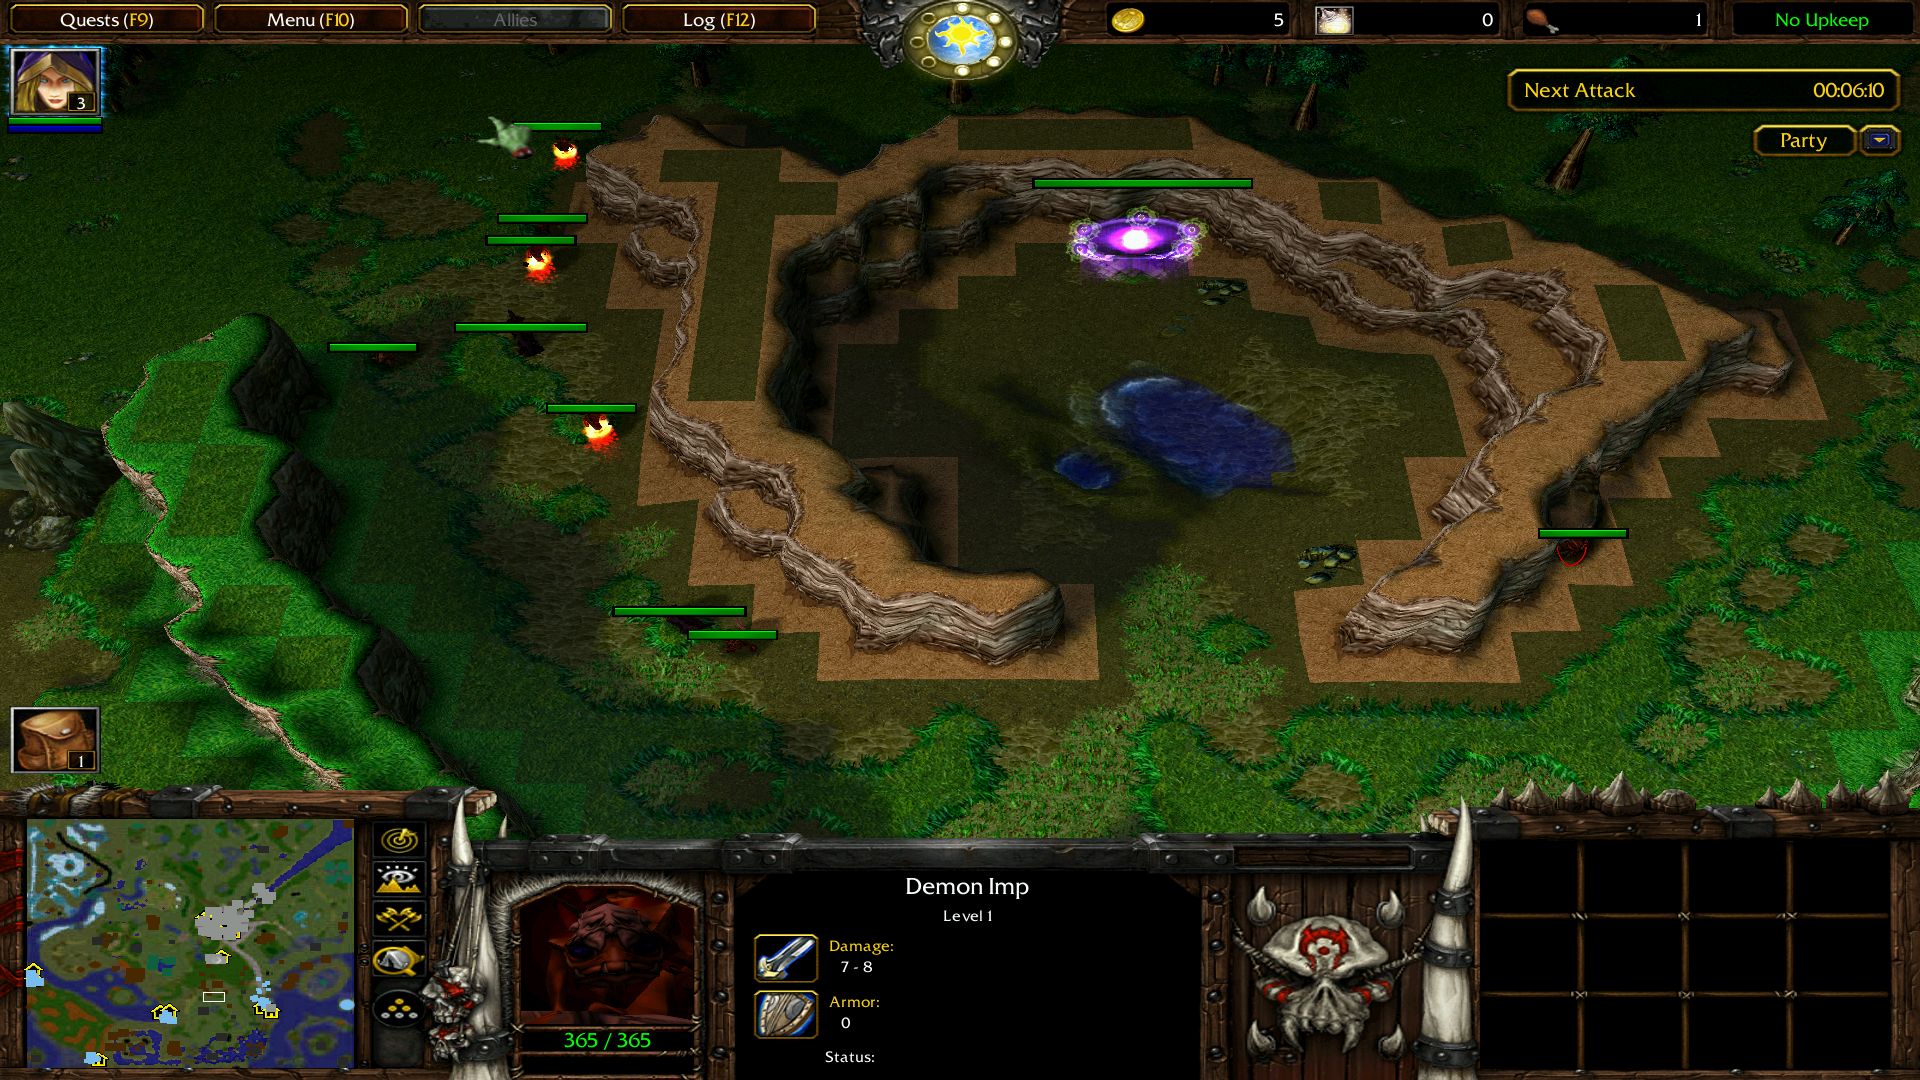 Quests (F9) Menu (F10) Allies Log (F12) 5 0 1 No Upkeep
3
Next Attack 00:06:10
Party
1
Demon Imp
Level 1
Damage:
7 - 8
Armor:
0
365 / 365
Status: